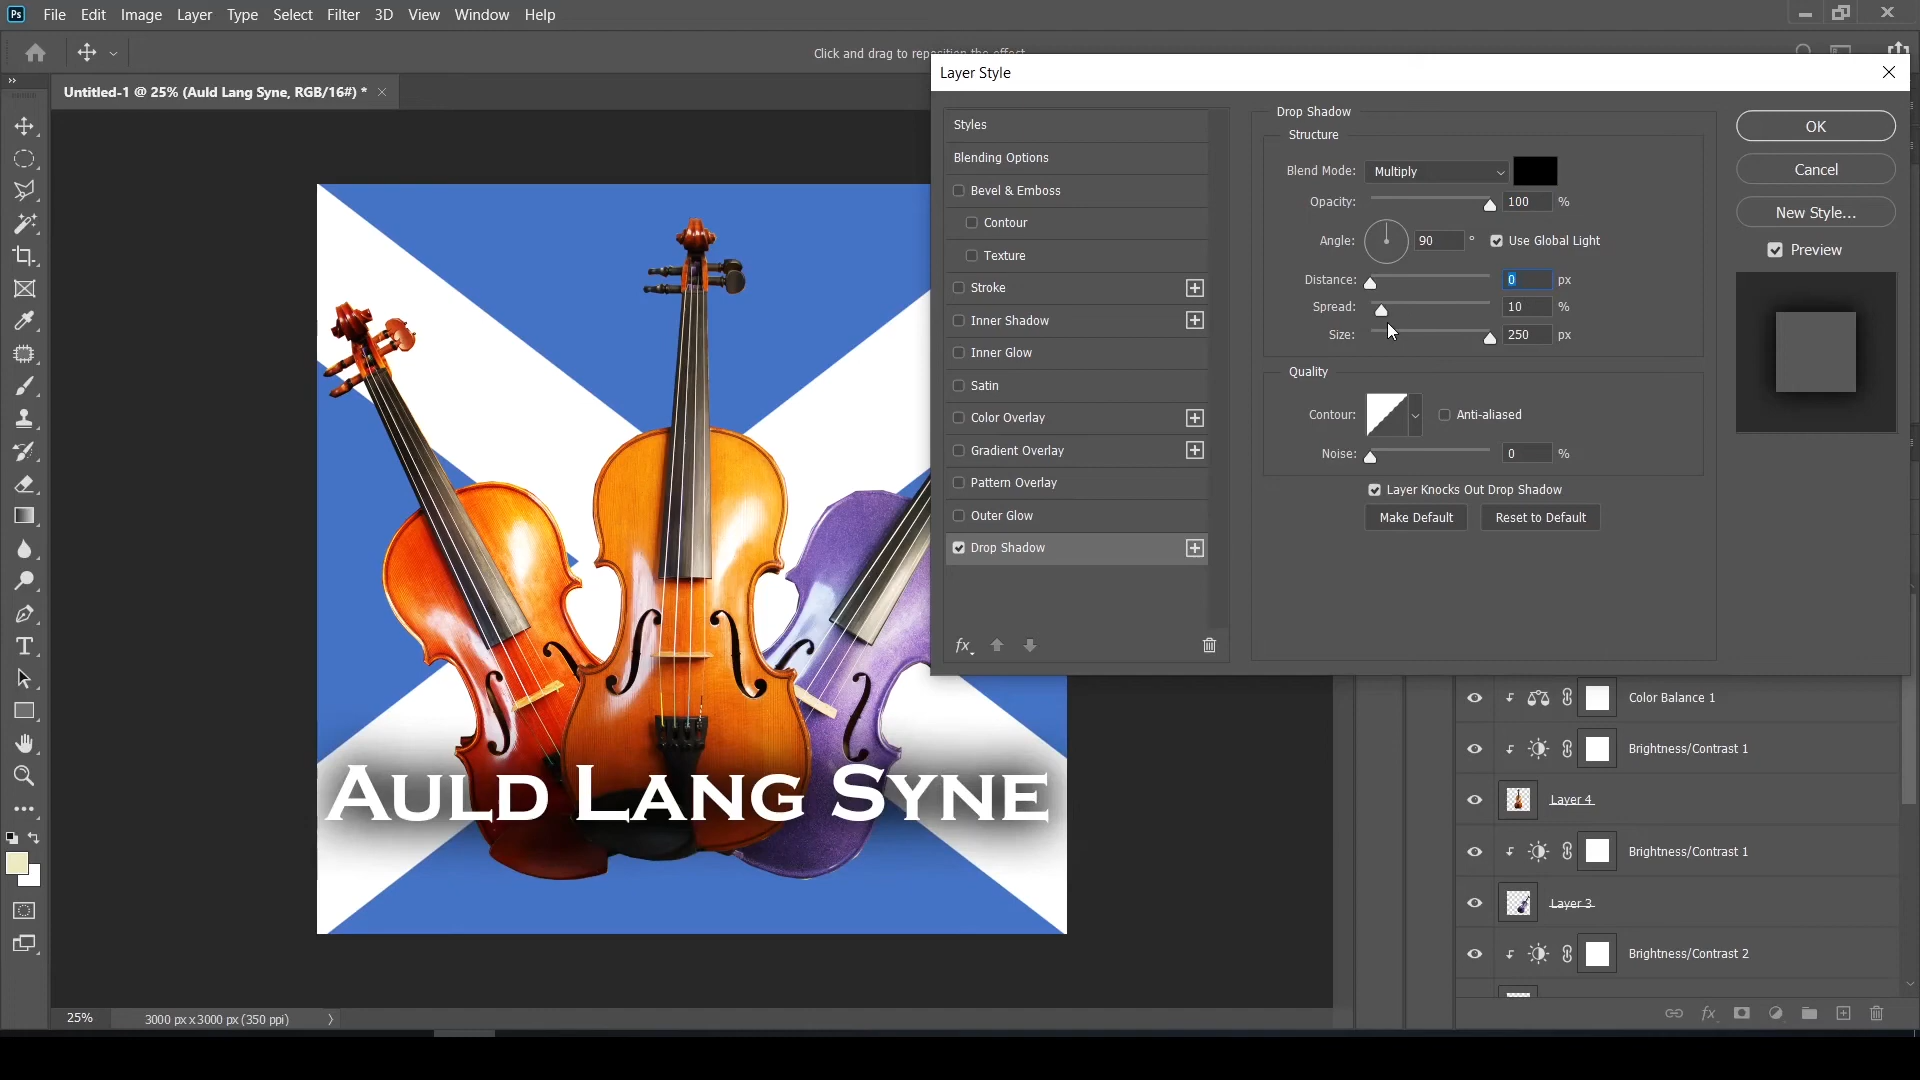 Ps File Edit Image Layer Type Select Filter 3D View Window Help
Untitled-1 @ 25% (Auld Lang Syne, RGB/16#) *
AULD LANG SYNE
25% 3000 px x 3000 px (350 ppi)
Layer Style
Styles
Blending Options
Bevel & Emboss
Contour
Texture
Stroke
Inner Shadow
Inner Glow
Satin
Color Overlay
Gradient Overlay
Pattern Overlay
Outer Glow
Drop Shadow
fx
Drop Shadow
Structure
Blend Mode: Multiply
Opacity: 100 %
Angle: 90 ° Use Global Light
Distance: 0 px
Spread: 10 %
Size: 250 px
Quality
Contour: Anti-aliased
Noise: 0 %
Layer Knocks Out Drop Shadow
Make Default Reset to Default
OK
Cancel
New Style...
Preview
Color Balance 1
Brightness/Contrast 1
Layer 4
Brightness/Contrast 1
Layer 3
Brightness/Contrast 2
fx